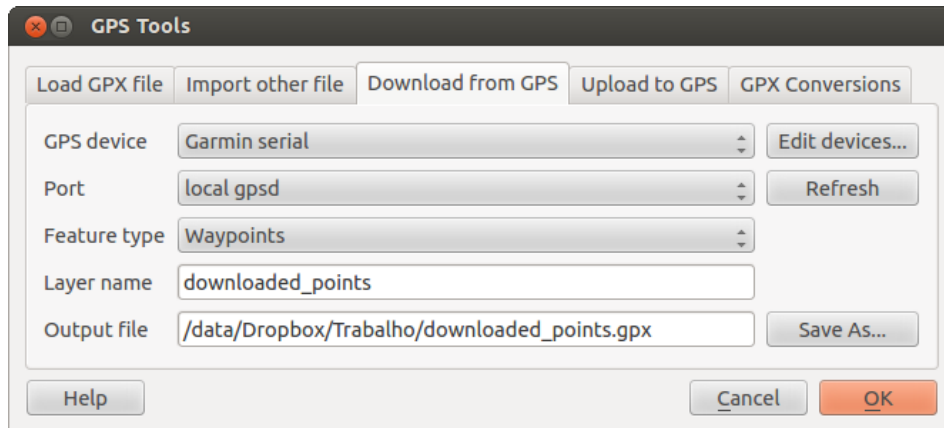 GPS Tools
Load GPX file Import other file Download from GPS Upload to GPS GPX Conversions
GPS device Garmin serial Edit devices...
Port local gpsd Refresh
Feature type Waypoints
Layer name downloaded_points
Output file /data/Dropbox/Trabalho/downloaded_points.gpx Save As...
Help Cancel OK